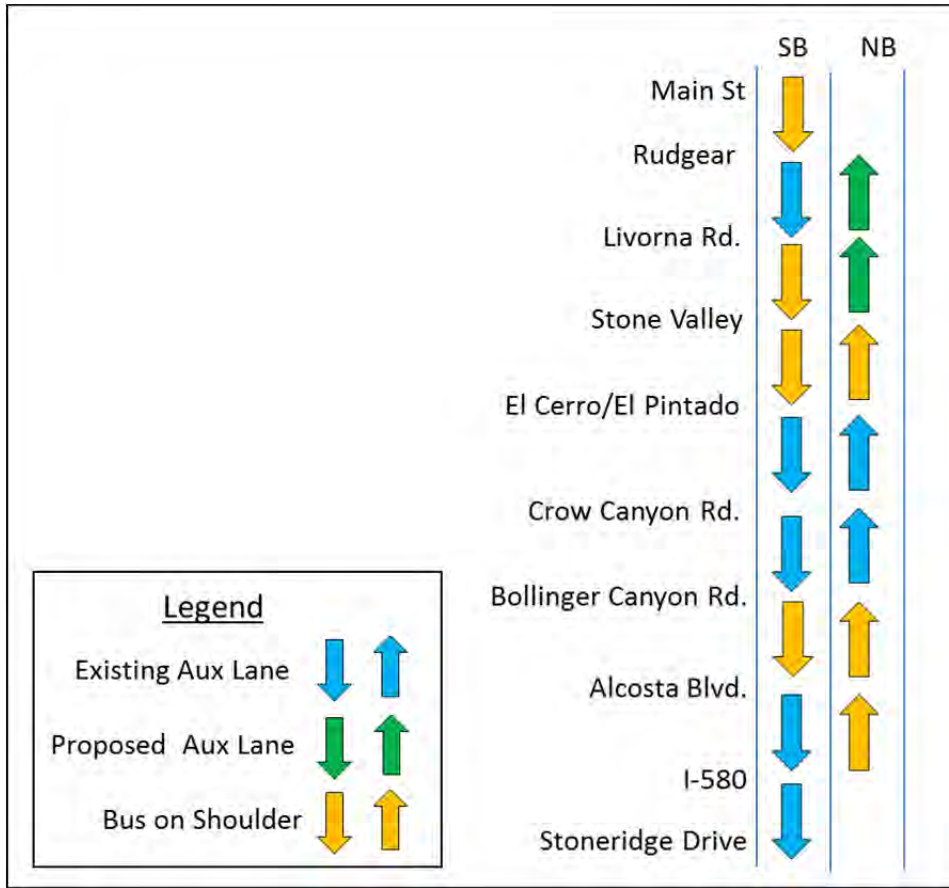 SB NB
Main St
Rudgear
Livorna Rd.
Stone Valley
El Cerro/El Pintado
Crow Canyon Rd.
Bollinger Canyon Rd.
Alcosta Blvd.
I-580
Stoneridge Drive
Legend
Existing Aux Lane
Proposed Aux Lane
Bus on Shoulder